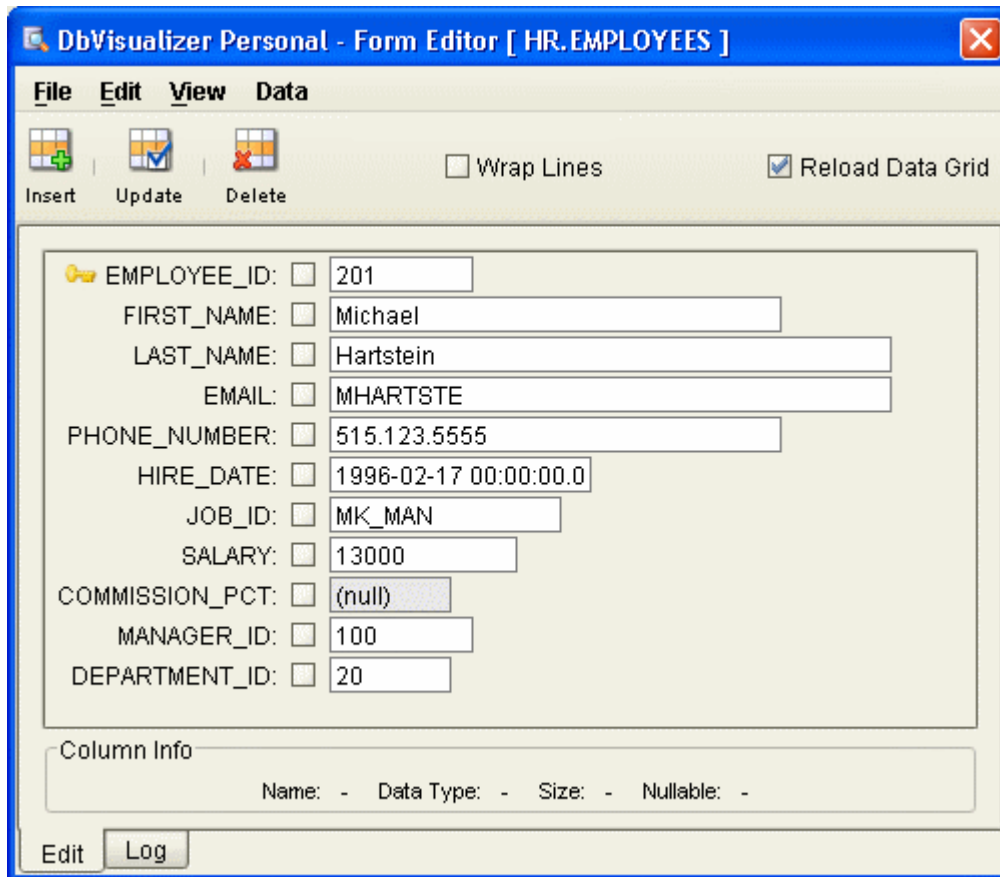 DbVisualizer Personal - Form Editor [ HR.EMPLOYEES ]
File Edit View Data
Insert Update Delete
Wrap Lines Reload Data Grid
EMPLOYEE_ID: 201
FIRST_NAME: Michael
LAST_NAME: Hartstein
EMAIL: MHARTSTE
PHONE_NUMBER: 515.123.5555
HIRE_DATE: 1996-02-17 00:00:00.0
JOB_ID: MK_MAN
SALARY: 13000
COMMISSION_PCT: (null)
MANAGER_ID: 100
DEPARTMENT_ID: 20
Column Info
Name: - Data Type: - Size: - Nullable: -
Edit Log